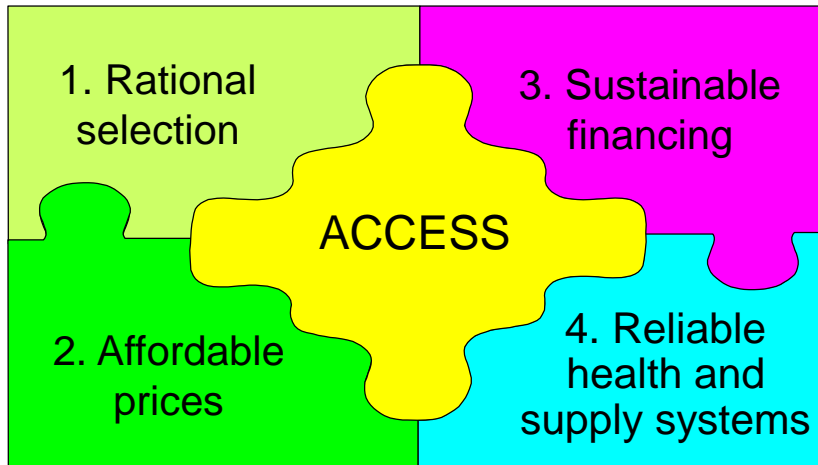 1. Rational
selection
3. Sustainable
financing
ACCESS
2. Affordable
prices
4. Reliable
health and
supply systems